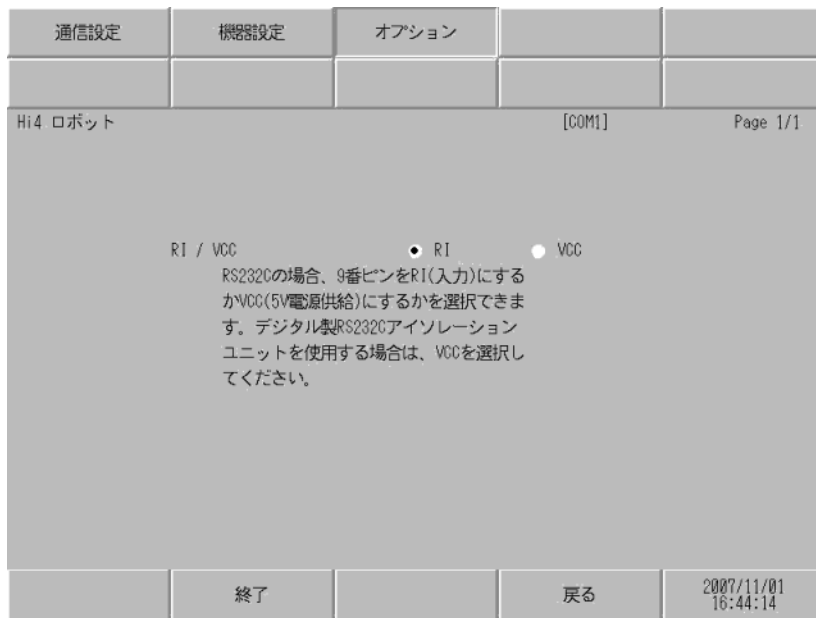 通信設定 機器設定 オプション
Hi4 ロボット [COM1] Page 1/1
RI / VCC RI VCC
RS232Cの場合、9番ピンをRI(入力)にする
かVCC(5V電源供給)にするかを選択できま
す。デジタル製RS232Cアイソレーション
ユニットを使用する場合は、VCCを選択し
てください。
終了 戻る 2007/11/01
16:44:14